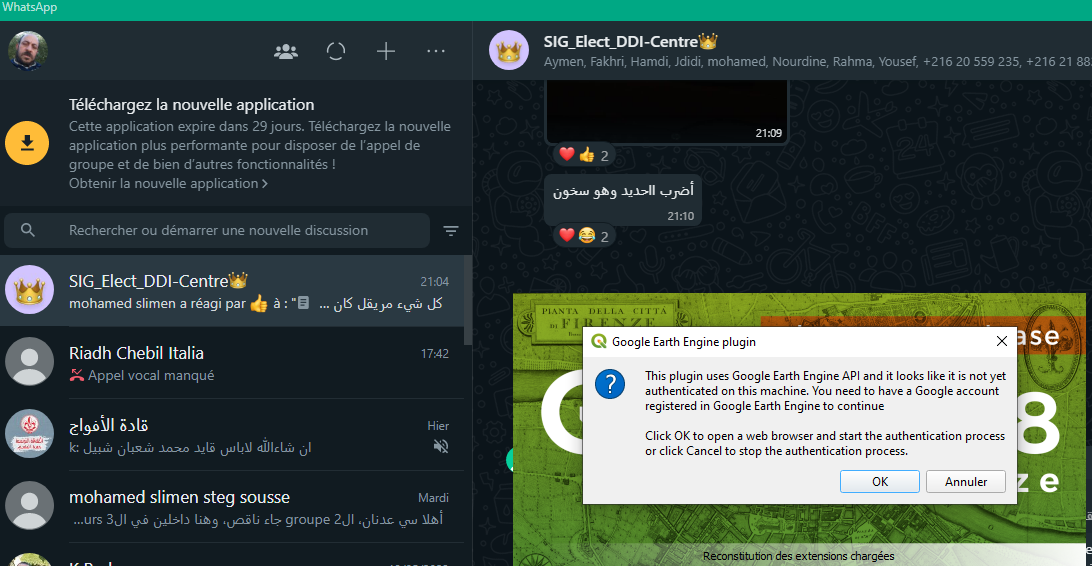 WhatsApp
Téléchargez la nouvelle application
Cette application expire dans 29 jours. Téléchargez la nouvelle
application plus performante pour disposer de l'appel de
groupe et de bien d'autres fonctionnalités !
Obtenir la nouvelle application >
Rechercher ou démarrer une nouvelle discussion
SIG_Elect_DDI-Centre👑
21:04
mohamed slimen a réagi par 👍 à : "كل شيء مريقل كان ...
Riadh Chebil Italia
17:42
Appel vocal manqué
قادة الأفواج
Hier
k: ان شاءالله لاباس قايد محمد شعبان شبيل
mohamed slimen steg sousse
Mardi
أهلا سي عدنان، ال2 groupe جاء ناقص، وهنا داخلين في ال3 urs...
SIG_Elect_DDI-Centre👑
Aymen, Fakhri, Hamdi, Jdidi, mohamed, Nourdine, Rahma, Yousef, +216 20 559 235, +216 21 88
21:09
❤️👍 2
أضرب ااحديد وهو سخون
21:10
❤️😂 2
PIANTA DELLA CITTÀ
in FIRENZE
ase
Google Earth Engine plugin
This plugin uses Google Earth Engine API and it looks like it is not yet
authenticated on this machine. You need to have a Google account
registered in Google Earth Engine to continue
Click OK to open a web browser and start the authentication process
or click Cancel to stop the authentication process.
OK
Annuler
8
ze
Reconstitution des extensions chargées